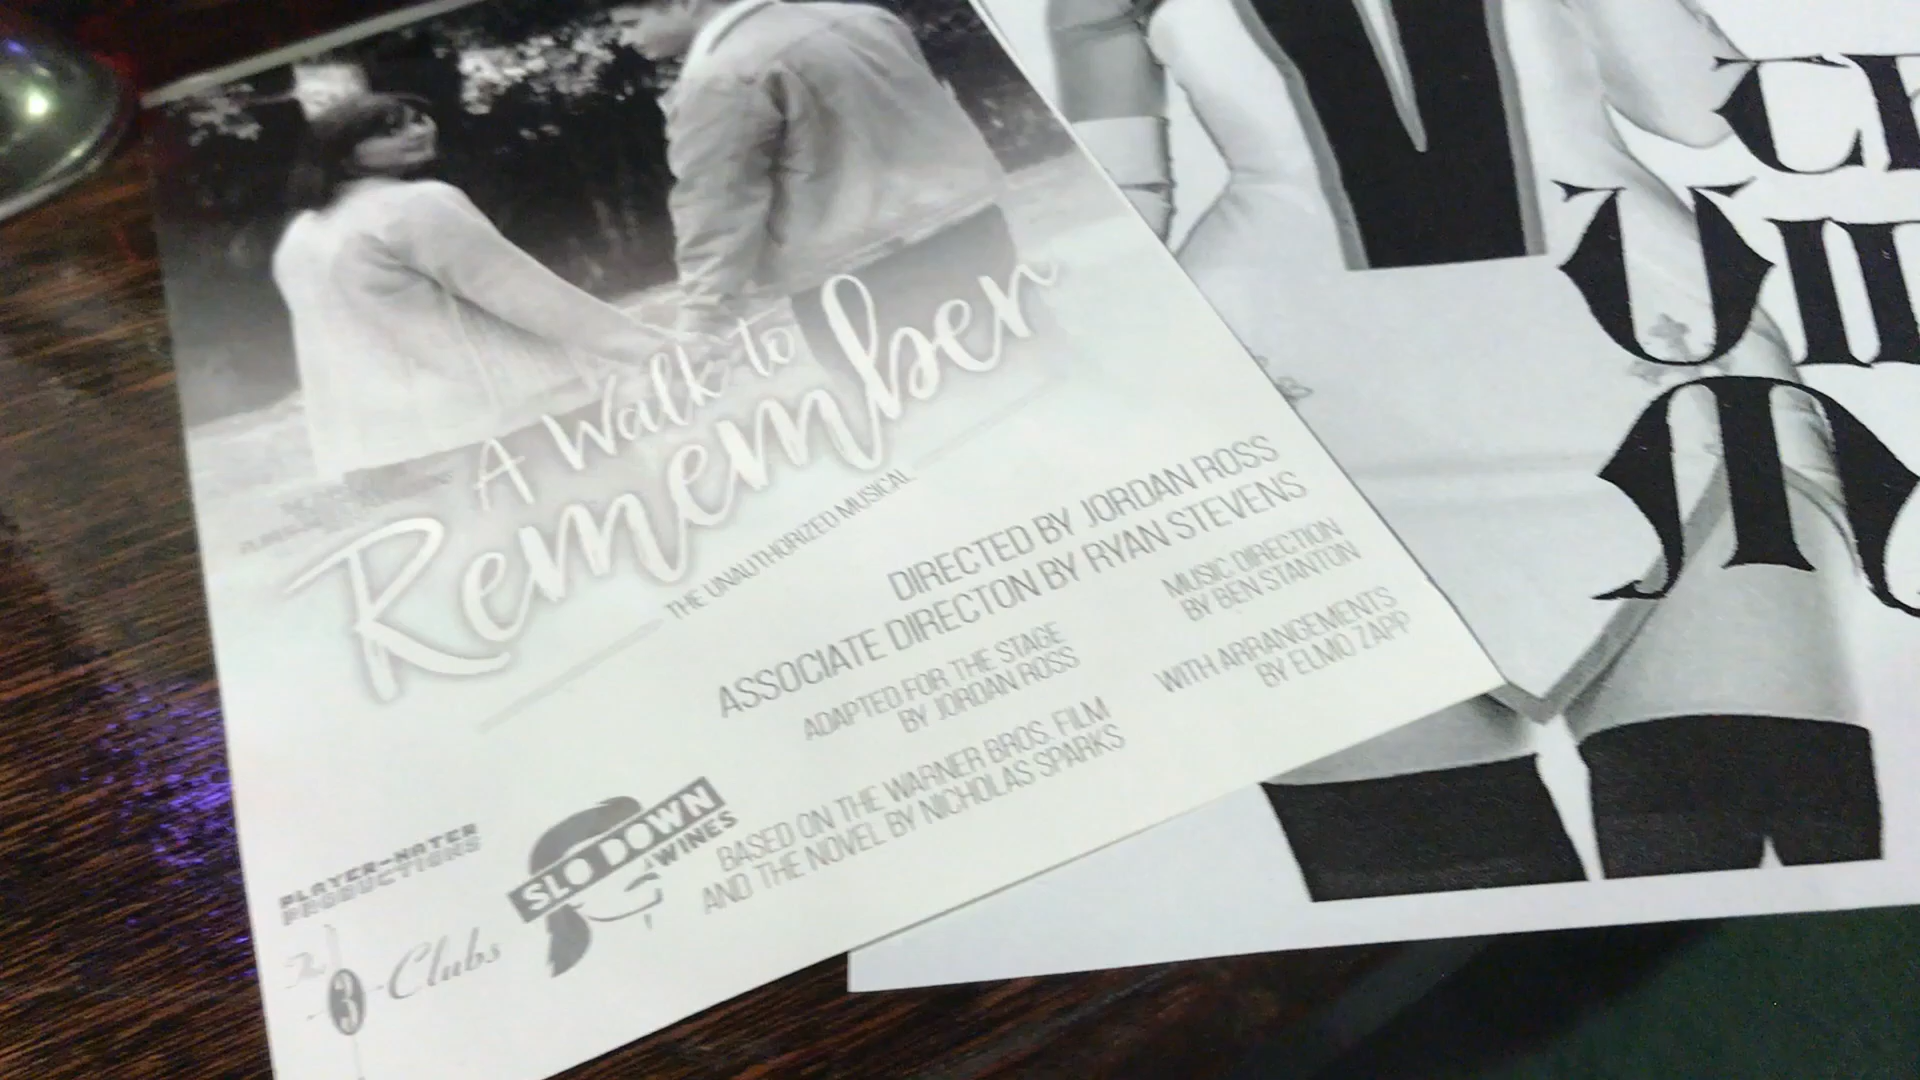 A Walk to
Remember
THE UNAUTHORIZED MUSICAL
DIRECTED BY JORDAN ROSS
ASSOCIATE DIRECTON BY RYAN STEVENS
ADAPTED FOR THE STAGE
BY JORDAN ROSS
MUSIC DIRECTION
BY BEN STANTON
WITH ARRANGEMENTS
BY ELMO ZAPP
BASED ON THE WARNER BROS. FILM
AND THE NOVEL BY NICHOLAS SPARKS
PLAYER-HATER
PRODUCTIONS
The
3-Clubs
SLO DOWN
WINES